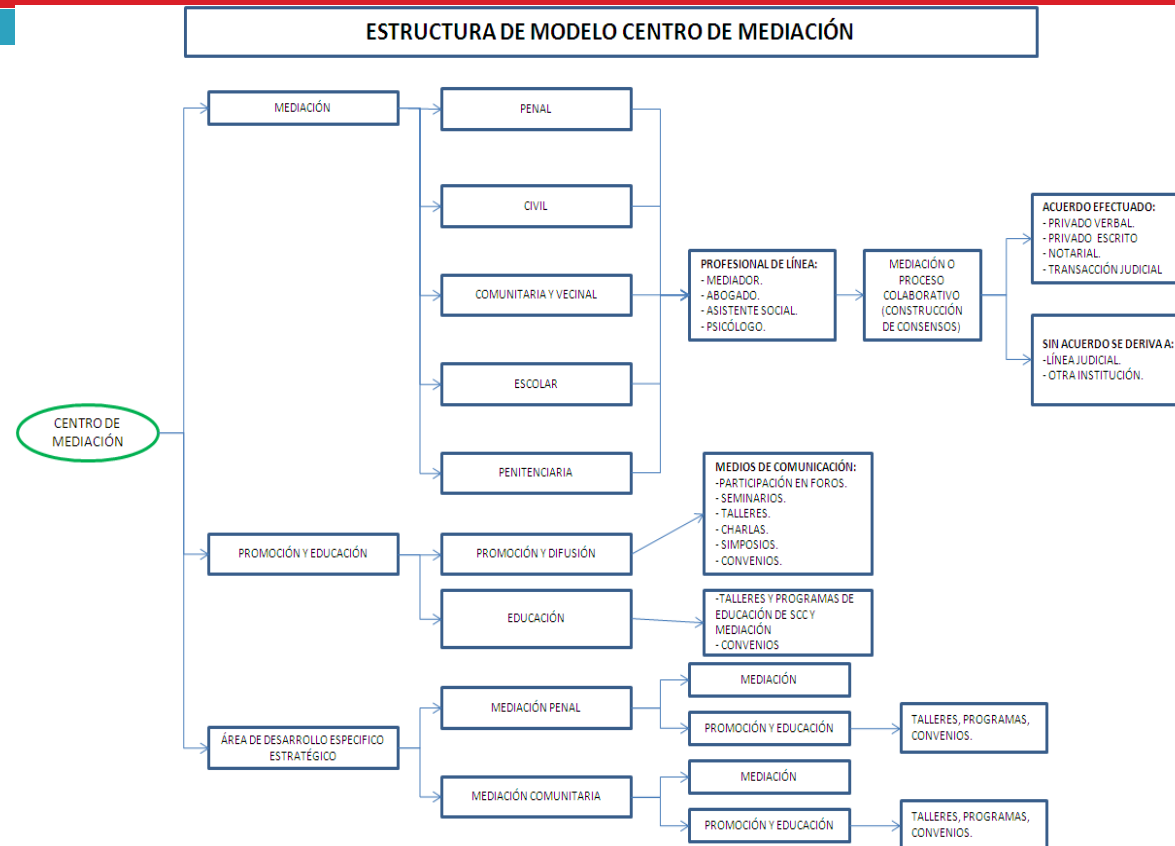 ESTRUCTURA DE MODELO CENTRO DE MEDIACIÓN
CENTRO DE
MEDIACIÓN
MEDIACIÓN
PENAL
CIVIL
COMUNITARIA Y VECINAL
ESCOLAR
PENITENCIARIA
PROFESIONAL DE LÍNEA:
- MEDIADOR.
- ABOGADO.
- ASISTENTE SOCIAL.
- PSICÓLOGO.
MEDIACIÓN O
PROCESO
COLABORATIVO
(CONSTRUCCIÓN
DE CONSENSOS)
ACUERDO EFECTUADO:
- PRIVADO VERBAL.
- PRIVADO ESCRITO
- NOTARIAL.
- TRANSACCIÓN JUDICIAL
SIN ACUERDO SE DERIVA A:
-LÍNEA JUDICIAL.
- OTRA INSTITUCIÓN.
PROMOCIÓN Y EDUCACIÓN
PROMOCIÓN Y DIFUSIÓN
MEDIOS DE COMUNICACIÓN:
-PARTICIPACIÓN EN FOROS.
- SEMINARIOS.
- TALLERES.
- CHARLAS.
- SIMPOSIOS.
- CONVENIOS.
EDUCACIÓN
-TALLERES Y PROGRAMAS DE
EDUCACIÓN DE SCC Y
MEDIACIÓN
- CONVENIOS
ÁREA DE DESARROLLO ESPECIFICO
ESTRATÉGICO
MEDIACIÓN PENAL
MEDIACIÓN
PROMOCIÓN Y EDUCACIÓN
TALLERES, PROGRAMAS,
CONVENIOS.
MEDIACIÓN COMUNITARIA
MEDIACIÓN
PROMOCIÓN Y EDUCACIÓN
TALLERES, PROGRAMAS,
CONVENIOS.